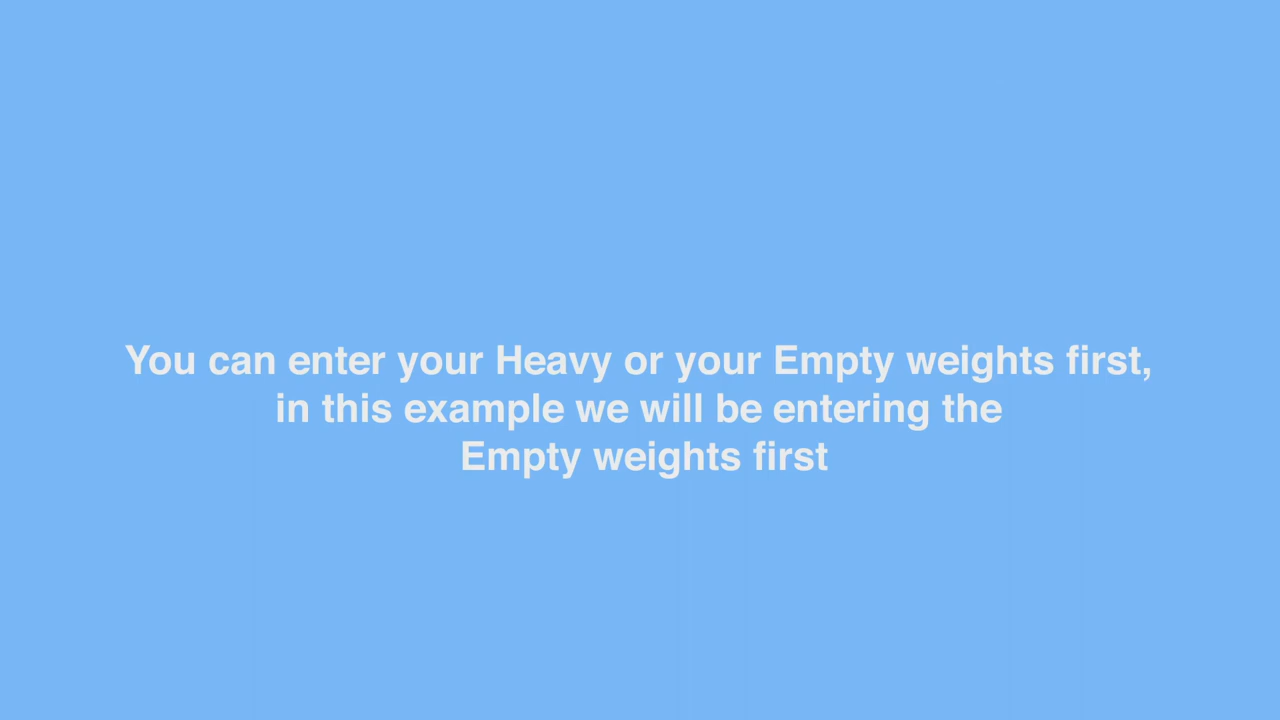 You can enter your Heavy or your Empty weights first,
in this example we will be entering the
Empty weights first